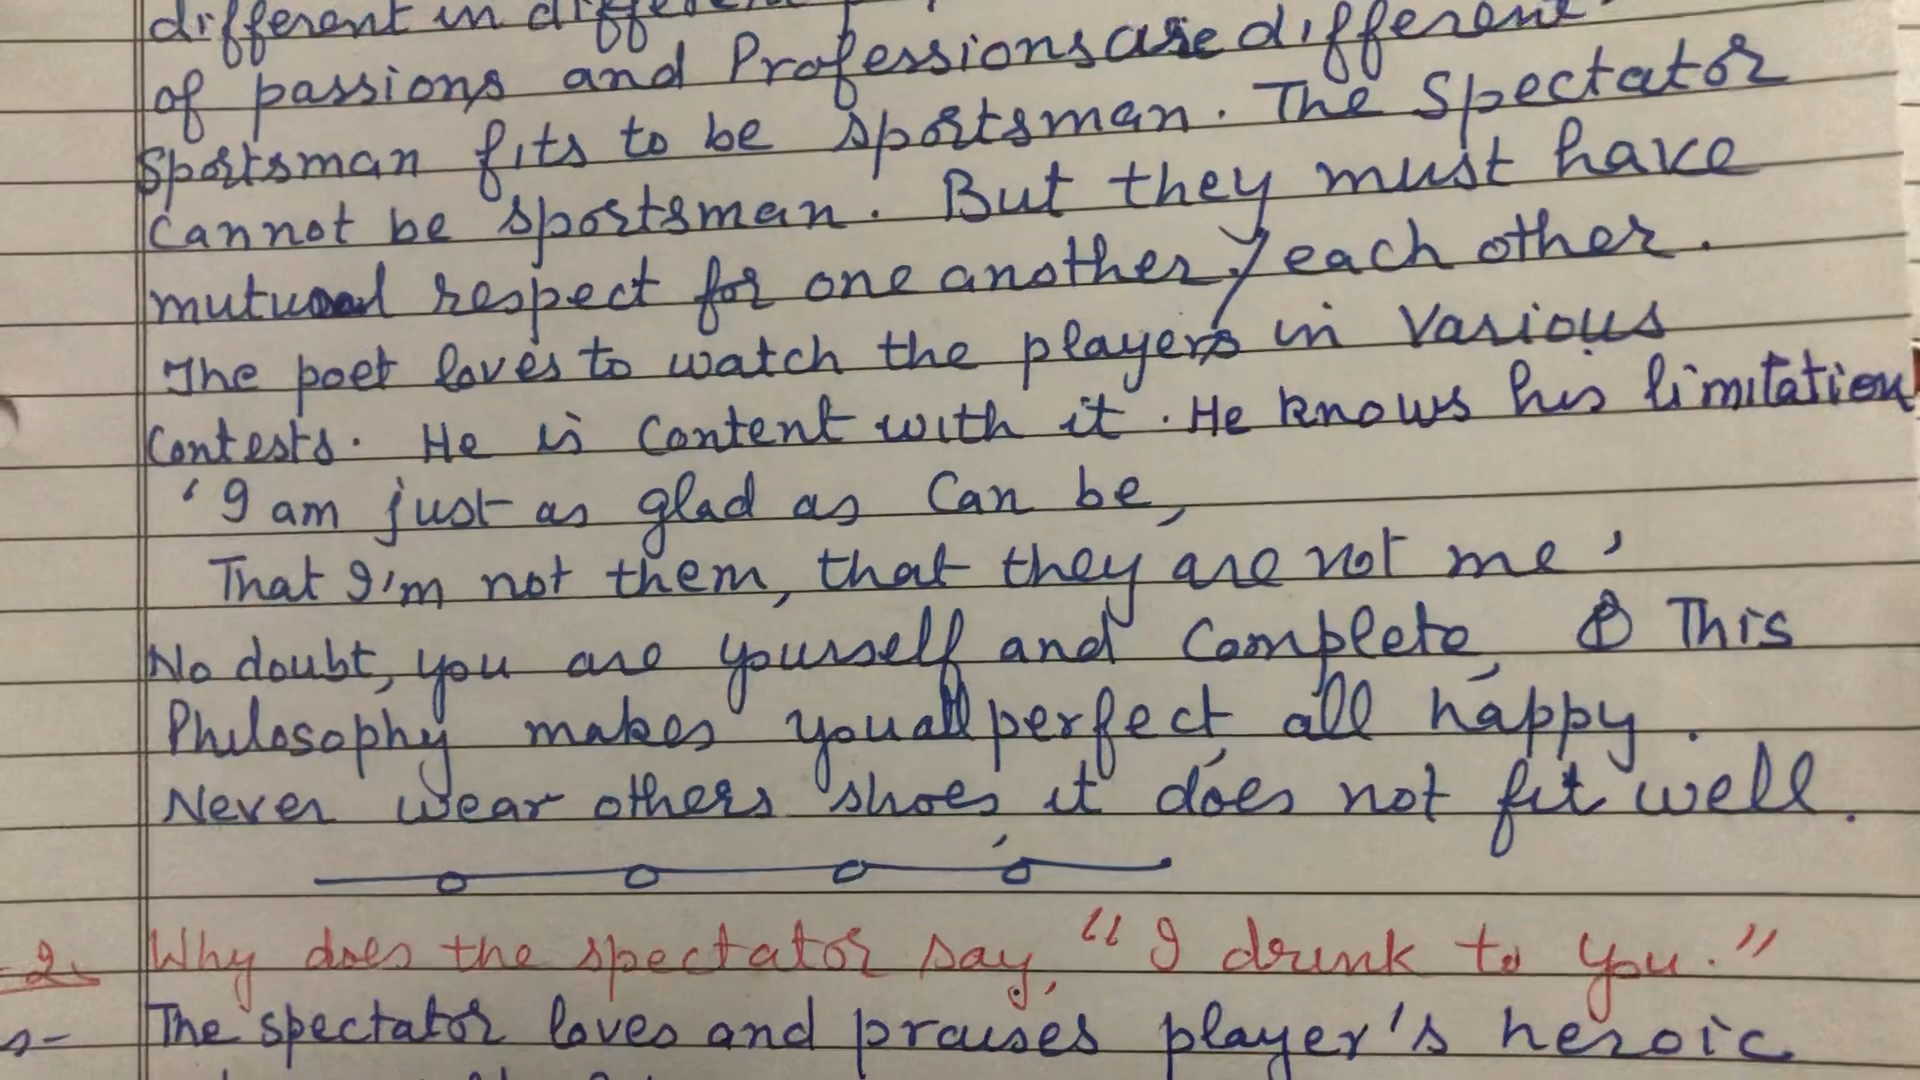 different in different
of passions and Professions are different.
Sportsman fits to be sportsman. The Spectator
cannot be sportsman. But they must have
mutual respect for one another / each other.
The poet loves to watch the players in various
contests. He is content with it. He knows his limitation
'I am just as glad as can be,
That I'm not them, that they are not me'
No doubt, you are yourself and complete, This
Philosophy makes you all perfect, all happy.
Never wear others' shoes, it does not fit well.
2. Why does the spectator say, "I drink to you."
The spectator loves and praises player's heroic